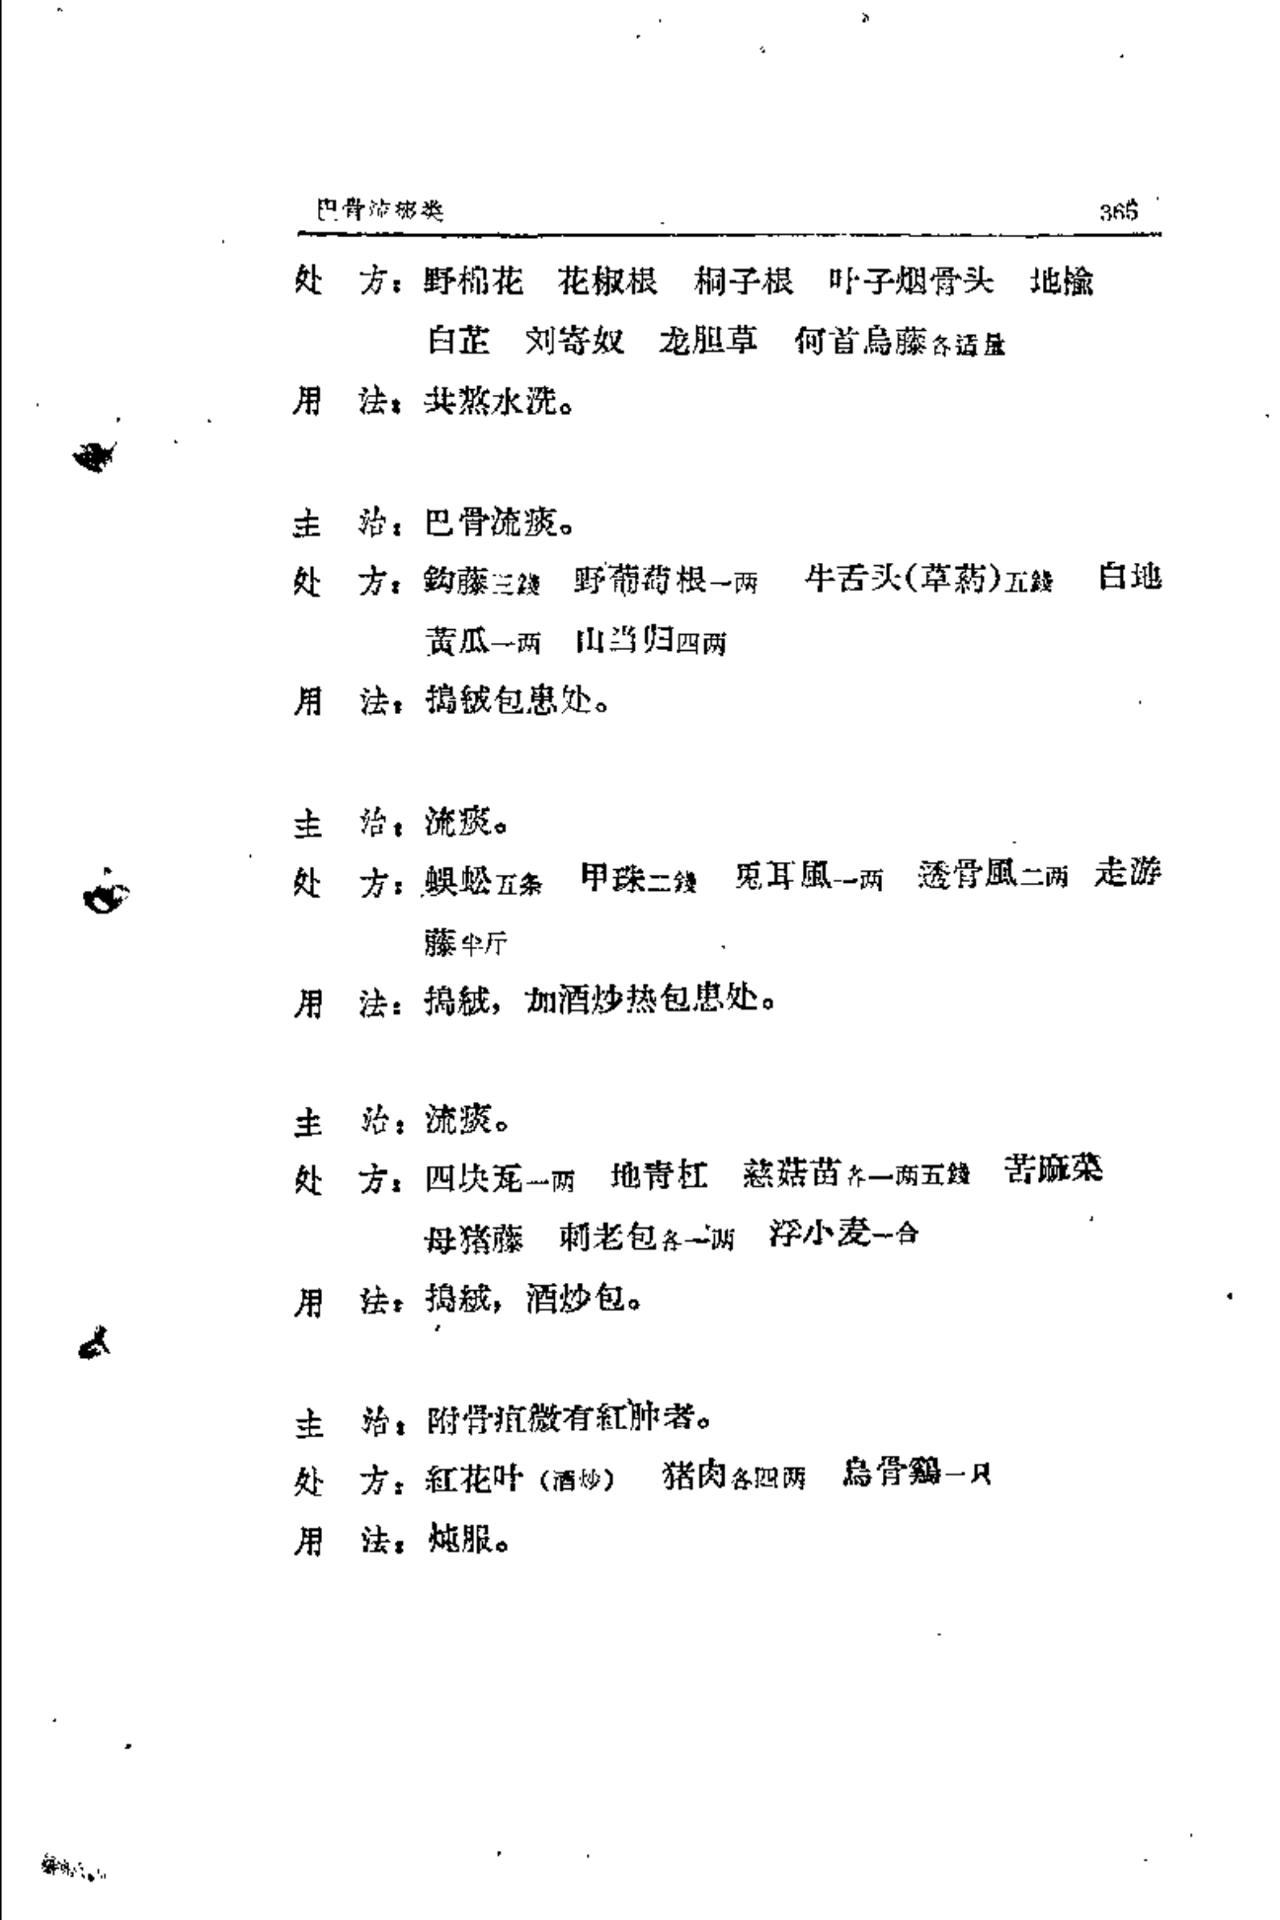 巴骨流痰类 365
处 方：野棉花 花椒根 桐子根 叶子烟骨头 地榆
白芷 刘寄奴 龙胆草 何首烏藤各适量
用 法：共熬水洗。
主 治：巴骨流痰。
处 方：鈎藤三錢 野葡萄根一两 牛舌头(草药)五錢 白地
黄瓜一两 山当归四两
用 法：搗絨包患处。
主 治：流痰。
处 方：蜈蚣五条 甲珠二錢 兎耳風一两 透骨風二两 走游
藤半斤
用 法：搗絨，加酒炒热包患处。
主 治：流痰。
处 方：四块瓦一两 地青杠 慈菇苗各一两五錢 苦麻菜
母猪藤 刺老包各一两 浮小麦一合
用 法：搗絨，酒炒包。
主 治：附骨疽微有紅肿者。
处 方：紅花叶（酒炒） 猪肉各四两 烏骨鷄一只
用 法：炖服。